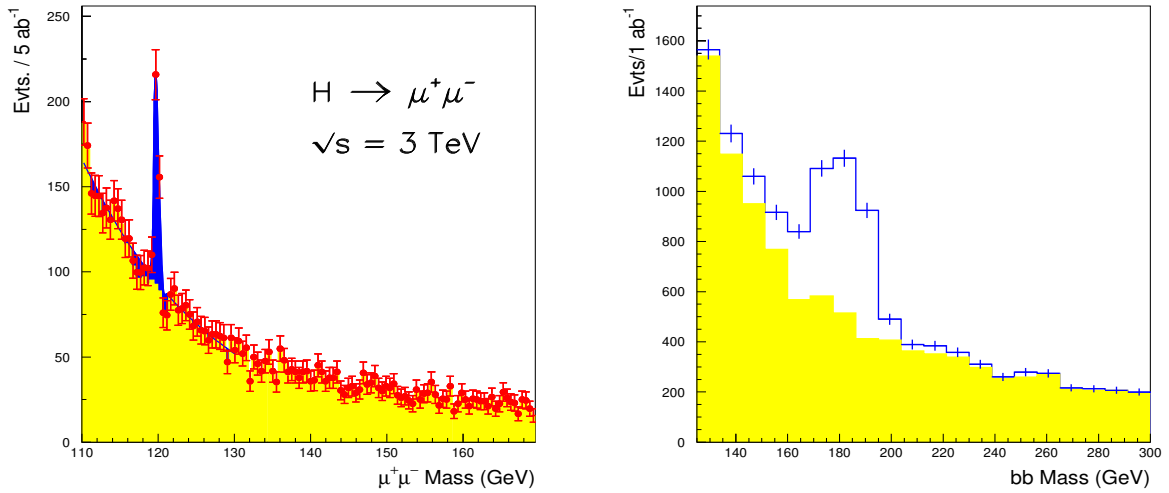 Evts. / 5 ab⁻¹
250
200
150
100
50
0
H → μ⁺μ⁻
√s = 3 TeV
110 120 130 140 150 160
μ⁺μ⁻ Mass (GeV)
Evts/1 ab⁻¹
1600
1400
1200
1000
800
600
400
200
0
140 160 180 200 220 240 260 280 300
bb Mass (GeV)